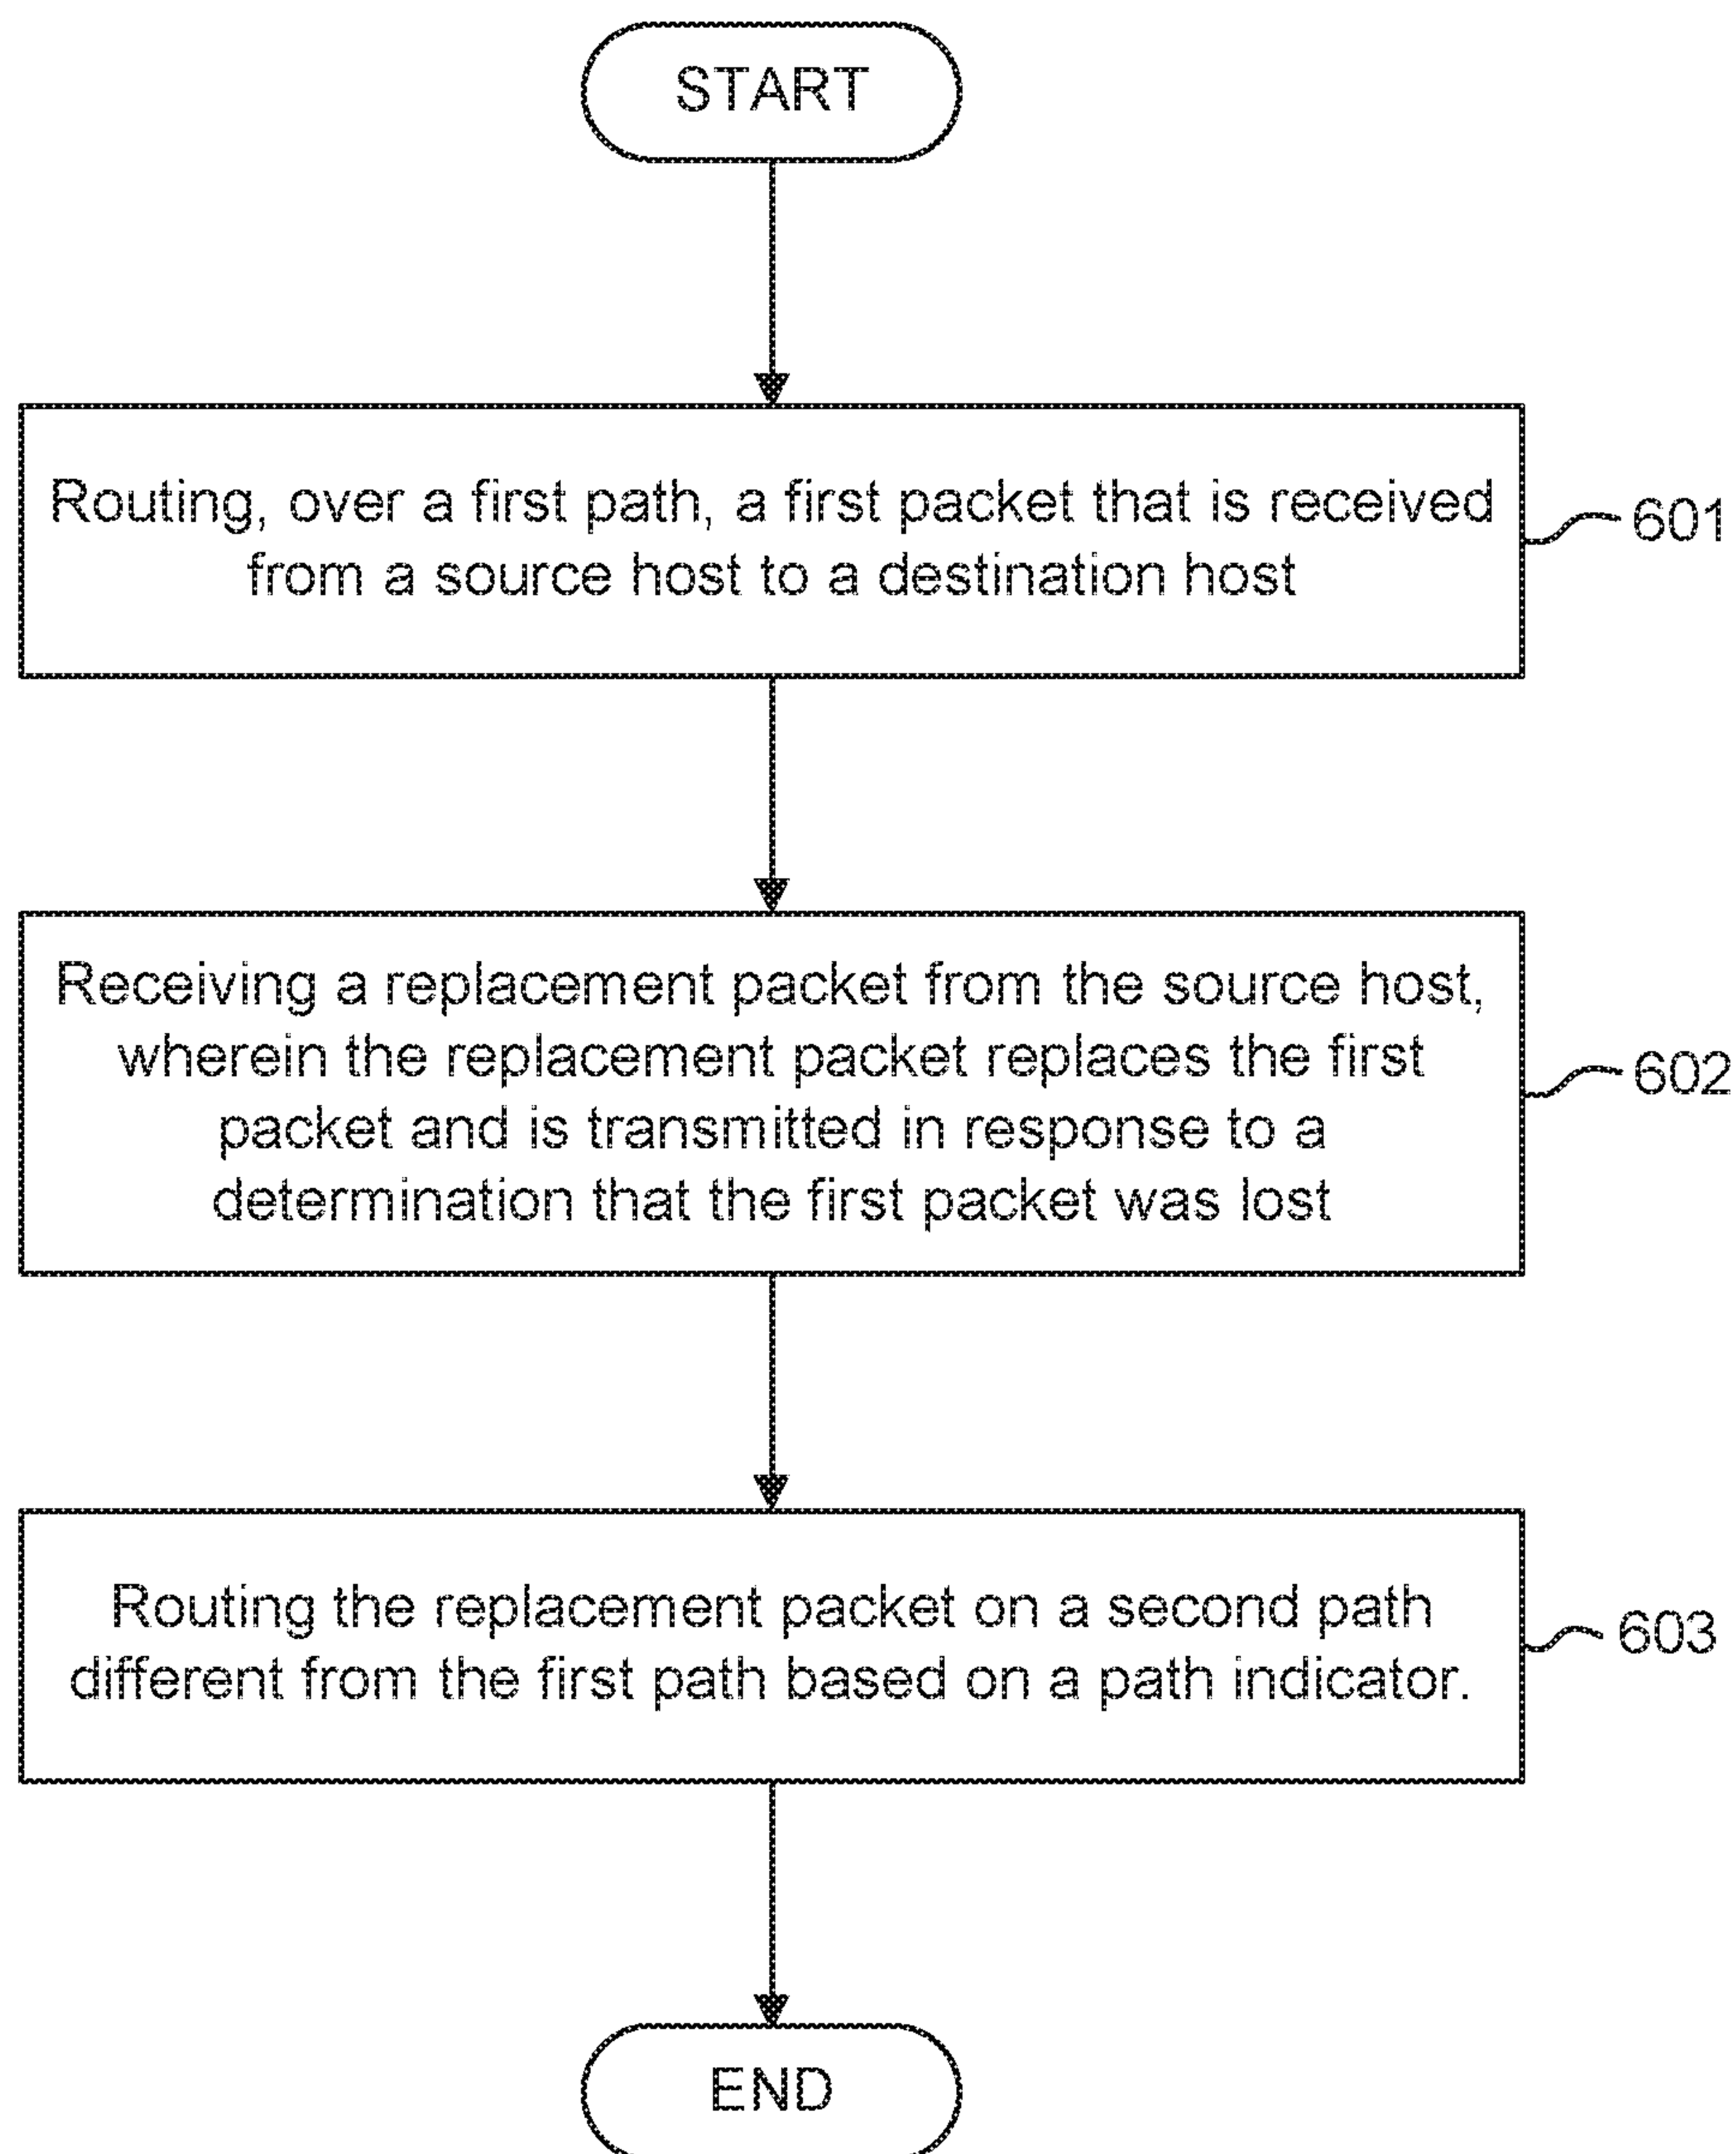 START
Routing, over a first path, a first packet that is received
from a source host to a destination host
601
Receiving a replacement packet from the source host,
wherein the replacement packet replaces the first
packet and is transmitted in response to a
determination that the first packet was lost
602
Routing the replacement packet on a second path
different from the first path based on a path indicator.
603
END